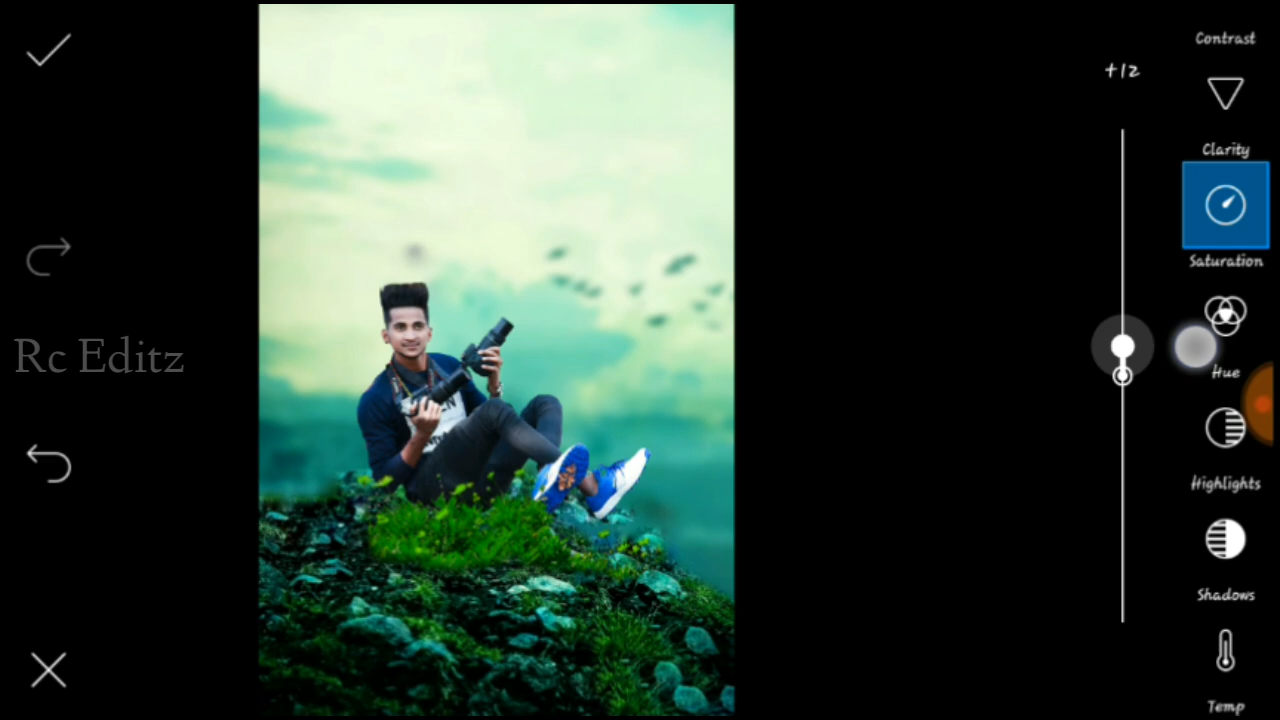 Contrast
+12
Clarity
Saturation
Rc Editz
Hue
Highlights
Shadows
Temp